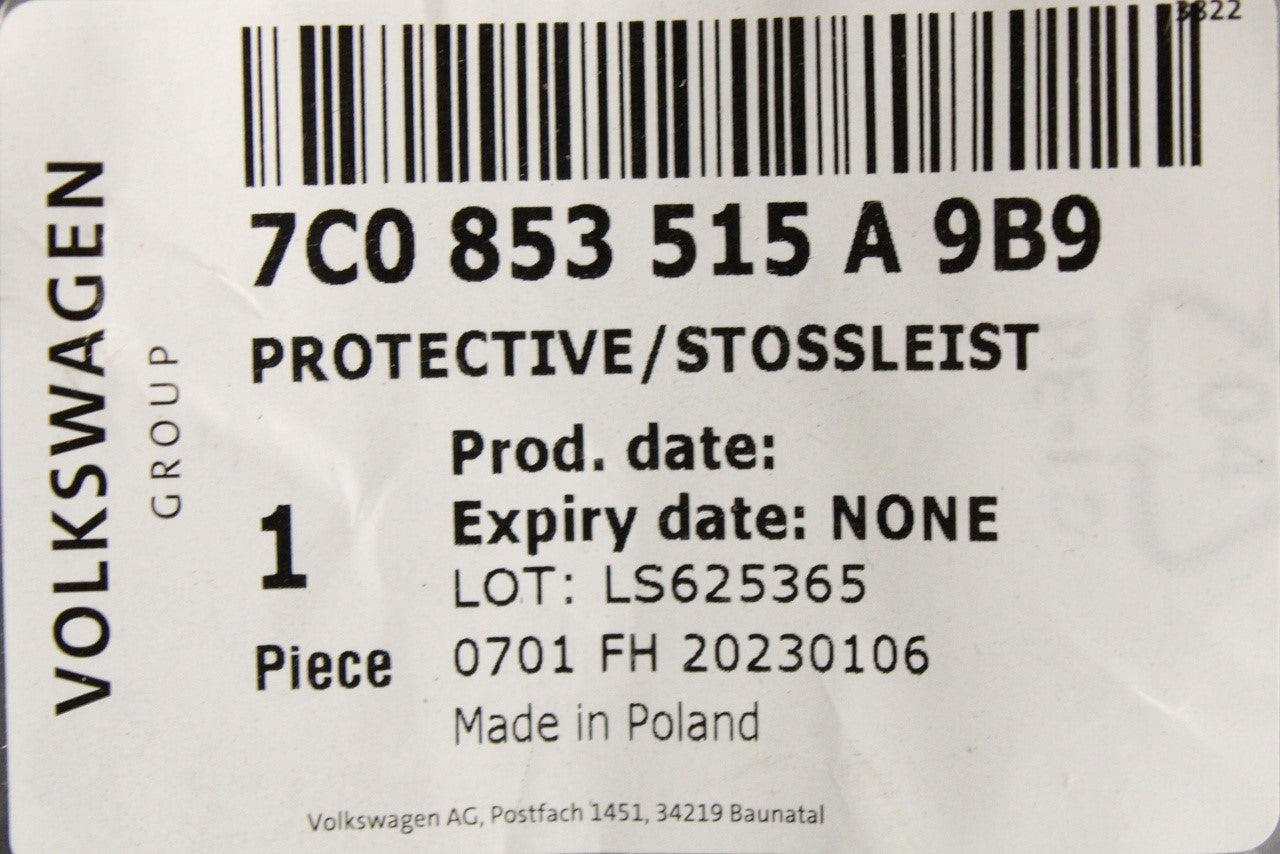 7C0 853 515 A 9B9
PROTECTIVE/STOSSLEIST
Prod. date:
Expiry date: NONE
LOT: LS625365
0701 FH 20230106
Made in Poland
1
Piece
VOLKSWAGEN
GROUP
Volkswagen AG, Postfach 1451, 34219 Baunatal